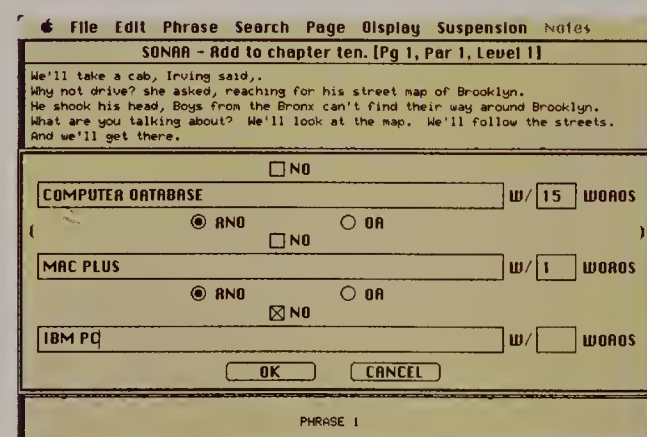 File Edit Phrase Search Page Display Suspension Notes
SONAR - Add to chapter ten. [Pg 1, Par 1, Level 1]
We'll take a cab, Irving said,.
Why not drive? she asked, reaching for his street map of Brooklyn.
He shook his head, Boys from the Bronx can't find their way around Brooklyn.
What are you talking about? We'll look at the map. We'll follow the streets.
And we'll get there.
NO
COMPUTER DATABASE W/ 15 WORDS
AND OR
NO
MAC PLUS W/ 1 WORDS
AND OR
NO
IBM PC W/ WORDS
OK CANCEL
PHRASE 1